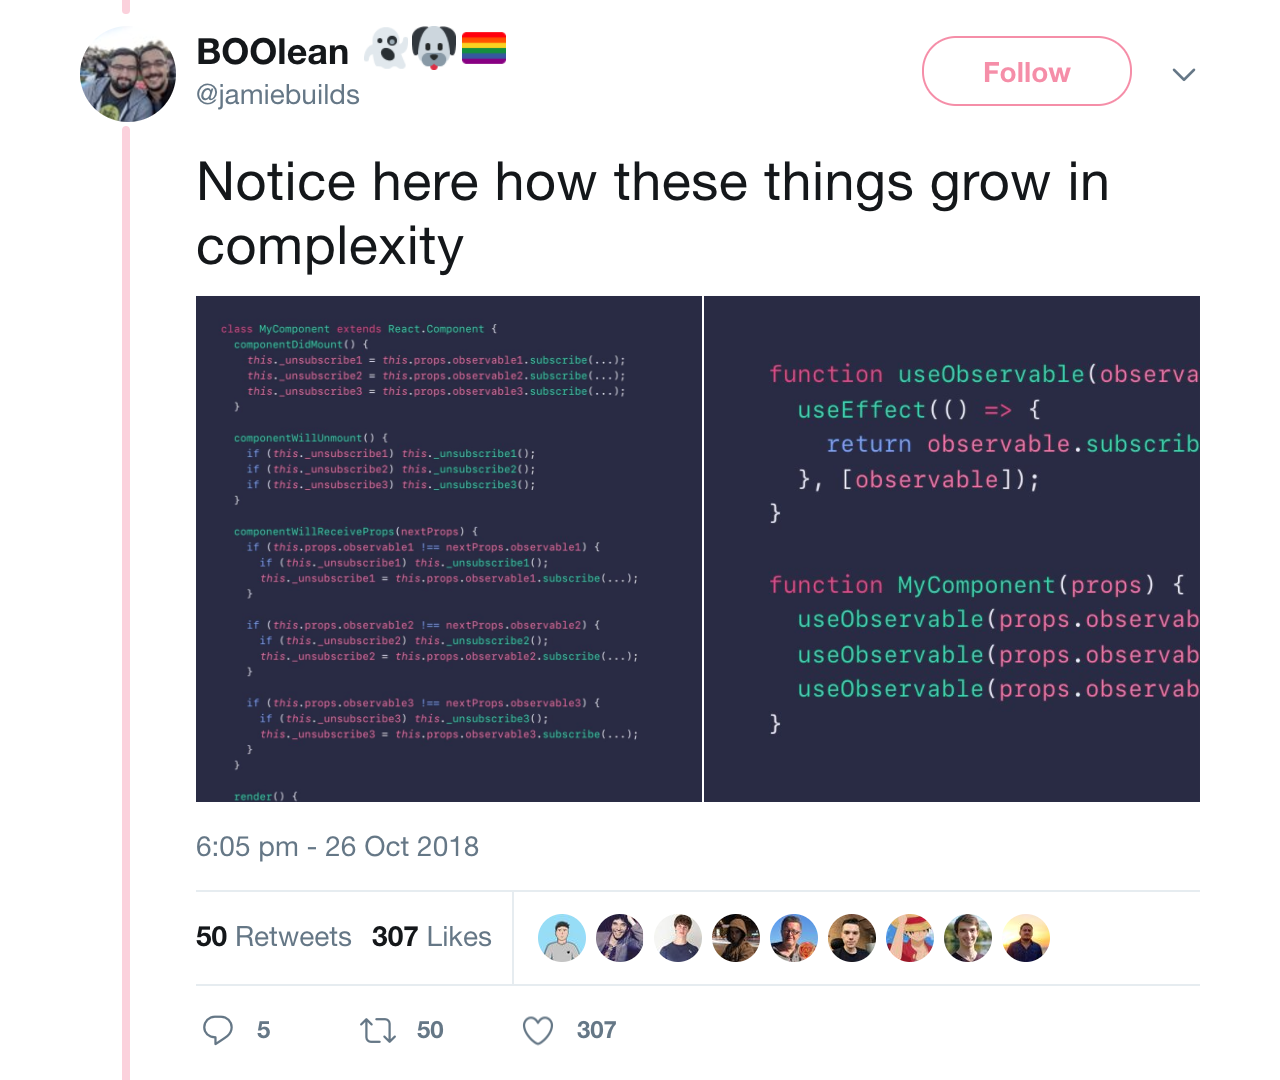 BOOlean
@jamiebuilds
Follow
Notice here how these things grow in
complexity
class MyComponent extends React.Component {
componentDidMount() {
this._unsubscribe1 = this.props.observable1.subscribe(...);
this._unsubscribe2 = this.props.observable2.subscribe(...);
this._unsubscribe3 = this.props.observable3.subscribe(...);
}
componentWillUnmount() {
if (this._unsubscribe1) this._unsubscribe1();
if (this._unsubscribe2) this._unsubscribe2();
if (this._unsubscribe3) this._unsubscribe3();
}
componentWillReceiveProps(nextProps) {
if (this.props.observable1 !== nextProps.observable1) {
if (this._unsubscribe1) this._unsubscribe1();
this._unsubscribe1 = this.props.observable1.subscribe(...);
}
if (this.props.observable2 !== nextProps.observable2) {
if (this._unsubscribe2) this._unsubscribe2();
this._unsubscribe2 = this.props.observable2.subscribe(...);
}
if (this.props.observable3 !== nextProps.observable3) {
if (this._unsubscribe3) this._unsubscribe3();
this._unsubscribe3 = this.props.observable3.subscribe(...);
}
}
render() {
function useObservable(observa
useEffect(() => {
return observable.subscrib
}, [observable]);
}
function MyComponent(props) {
useObservable(props.observab
useObservable(props.observab
useObservable(props.observab
}
6:05 pm - 26 Oct 2018
50 Retweets 307 Likes
5 50 307